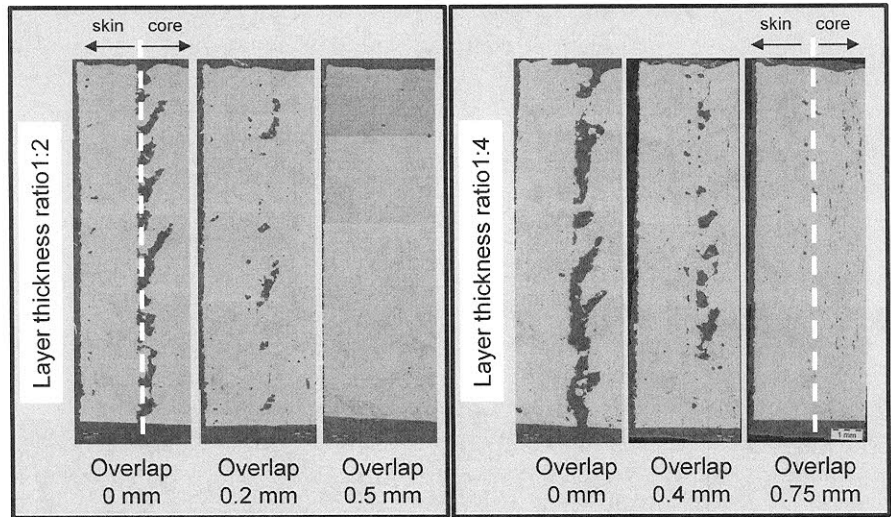 skin core
Layer thickness ratio1:2
Overlap
0 mm
Overlap
0.2 mm
Overlap
0.5 mm
skin core
Layer thickness ratio1:4
Overlap
0 mm
Overlap
0.4 mm
Overlap
0.75 mm
1 mm